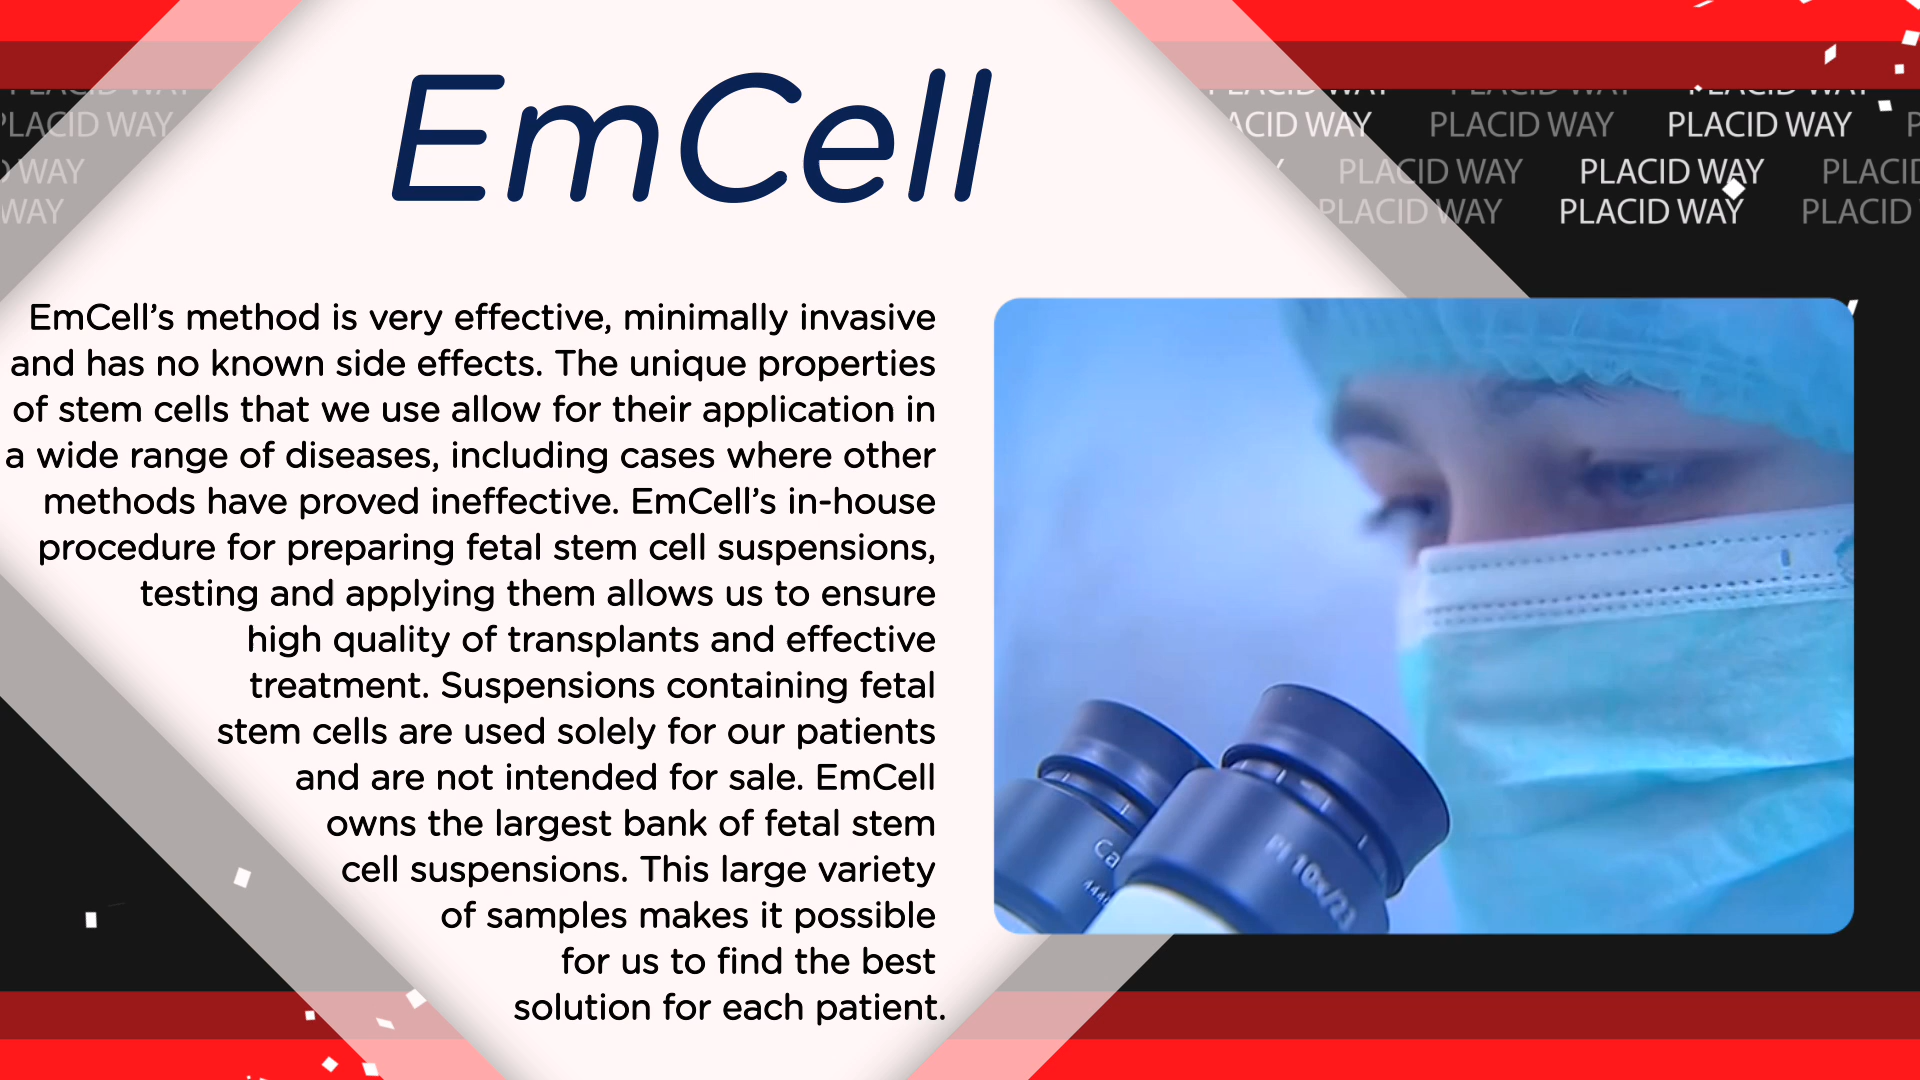 EmCell
EmCell’s method is very effective, minimally invasive
and has no known side effects. The unique properties
of stem cells that we use allow for their application in
a wide range of diseases, including cases where other
methods have proved ineffective. EmCell’s in-house
procedure for preparing fetal stem cell suspensions,
testing and applying them allows us to ensure
high quality of transplants and effective
treatment. Suspensions containing fetal
stem cells are used solely for our patients
and are not intended for sale. EmCell
owns the largest bank of fetal stem
cell suspensions. This large variety
of samples makes it possible
for us to find the best
solution for each patient.
PLACID WAY PLACID WAY
PLACID WAY PLACID WAY
PLACID WAY PLACID WAY PLACID